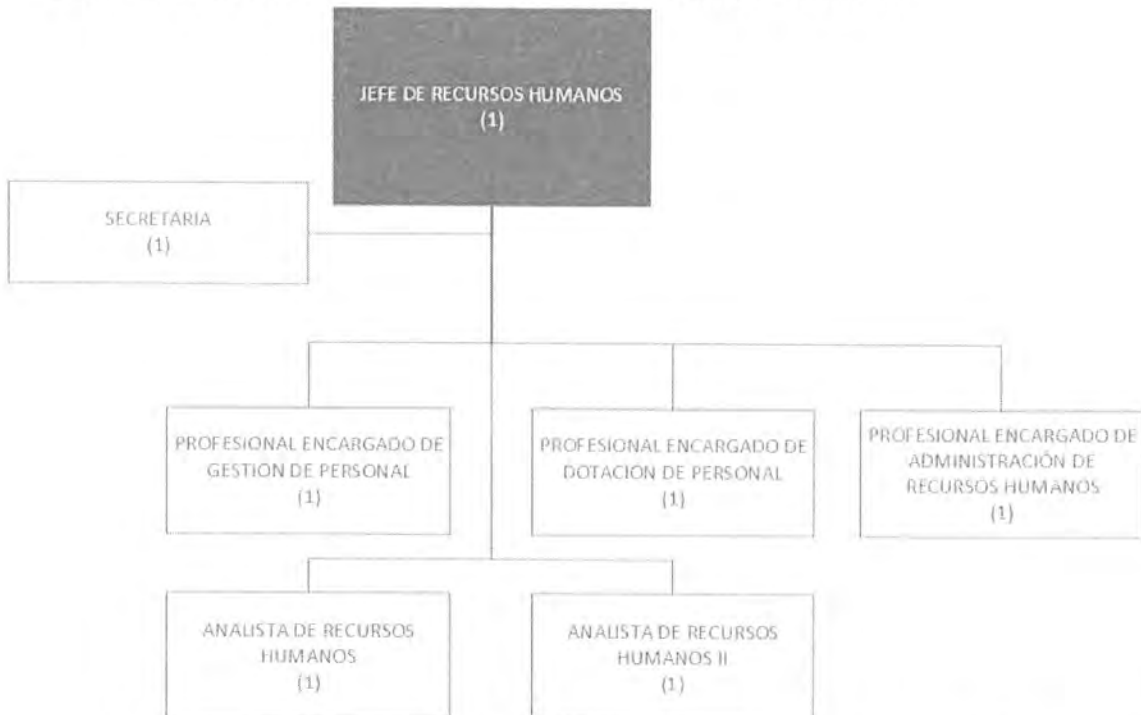 JEFE DE RECURSOS HUMANOS
(1)
SECRETARIA
(1)
PROFESIONAL ENCARGADO DE
GESTIÓN DE PERSONAL
(1)
PROFESIONAL ENCARGADO DE
DOTACIÓN DE PERSONAL
(1)
PROFESIONAL ENCARGADO DE
ADMINISTRACIÓN DE
RECURSOS HUMANOS
(1)
ANALISTA DE RECURSOS
HUMANOS
(1)
ANALISTA DE RECURSOS
HUMANOS II
(1)